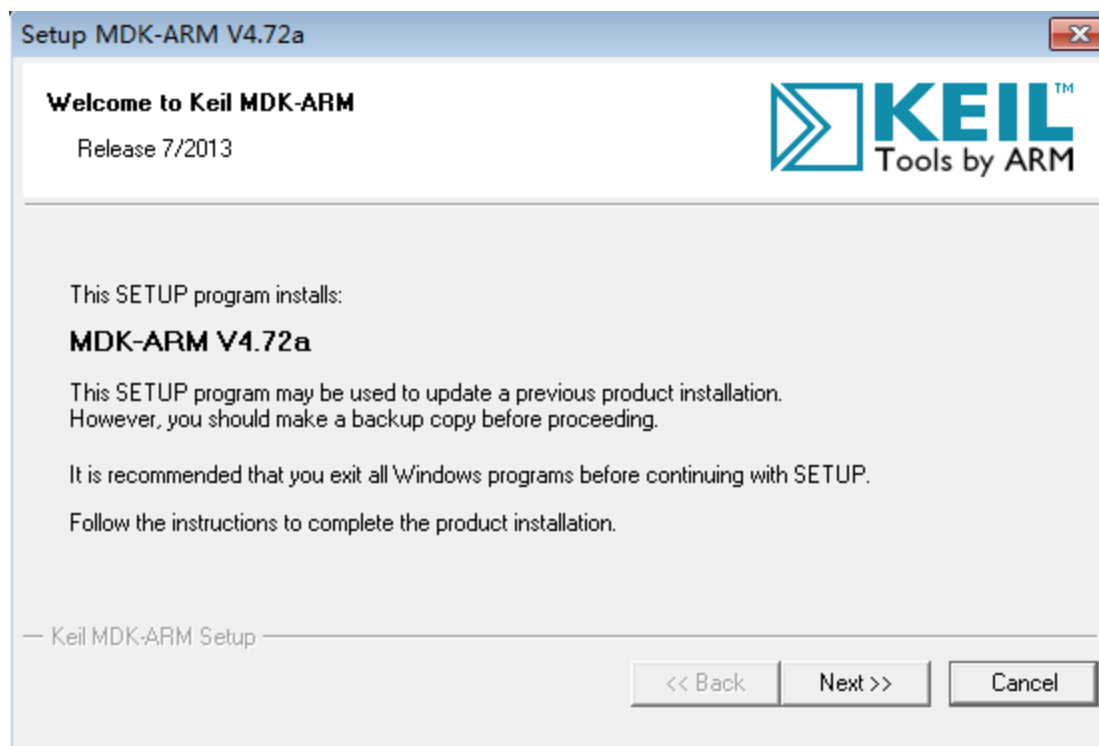 Setup MDK-ARM V4.72a
Welcome to Keil MDK-ARM
Release 7/2013
KEIL™
Tools by ARM
This SETUP program installs:
MDK-ARM V4.72a
This SETUP program may be used to update a previous product installation.
However, you should make a backup copy before proceeding.
It is recommended that you exit all Windows programs before continuing with SETUP.
Follow the instructions to complete the product installation.
Keil MDK-ARM Setup
<< Back
Next >>
Cancel